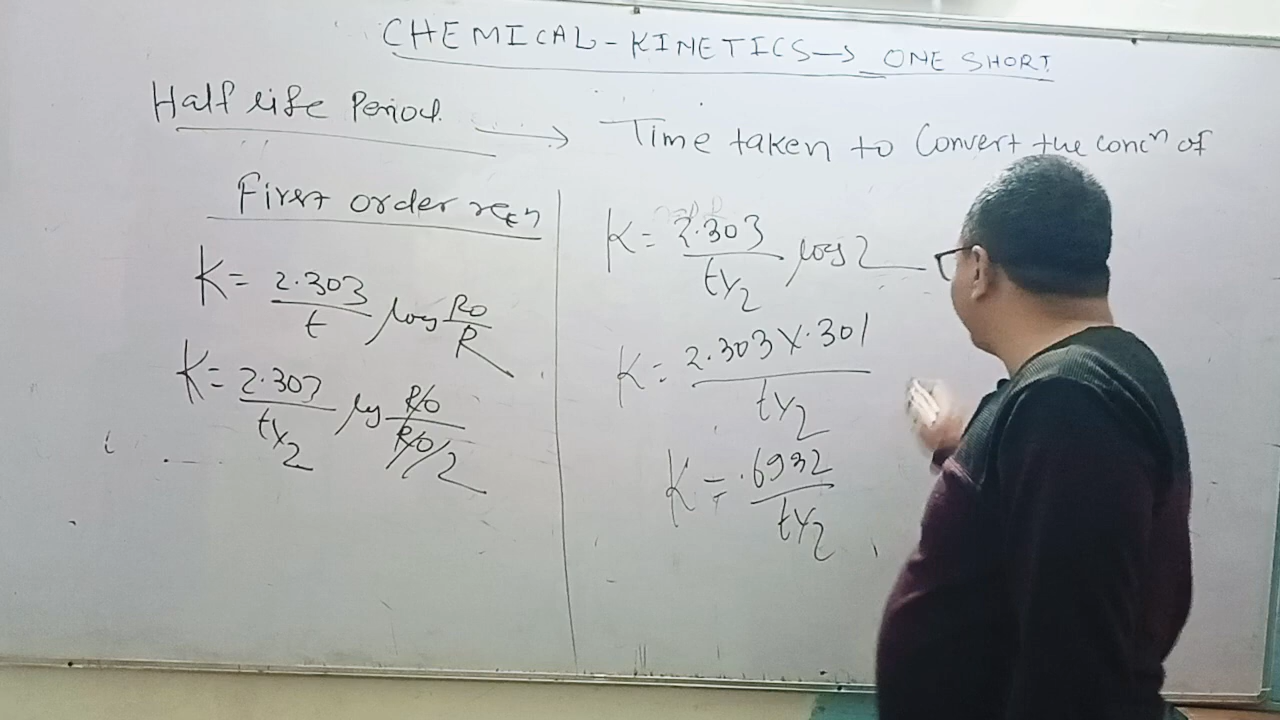 CHEMICAL-KINETICS→ ONE SHORT
Half life Period → Time taken to Convert the concⁿ of
First order rexn
K = 2.303/t log R0/R
K = 2.303/t1/2 log R0/R0/2
K = 2.303/t1/2 log 2
K = 2.303 X .301/t1/2
K = .6932/t1/2